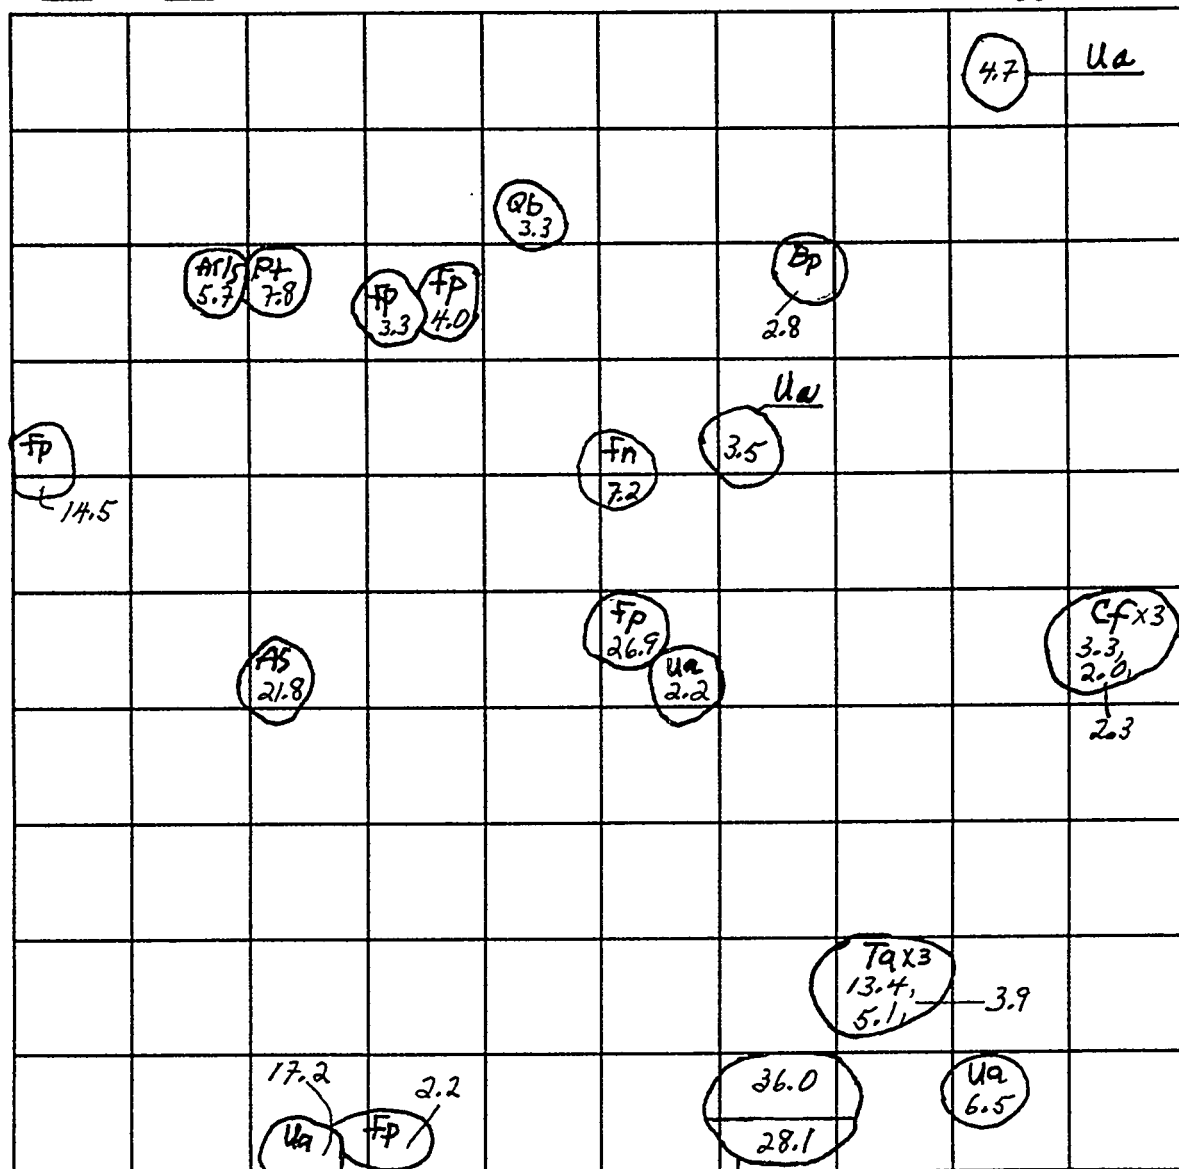 4.7 Ua
Qb
3.3
5.7
Pt
7.8
Fp
3.3
Fp
4.0
Bp
2.8
Ua
3.5
Fp
14.5
Fn
7.2
Fp
26.9
Ua
2.2
Cf x3
3.3,
2.0,
2.3
AS
21.8
Ta x3
13.4,
5.1, 3.9
17.2
2.2
Ua
Fp
36.0
28.1
Ua
6.5